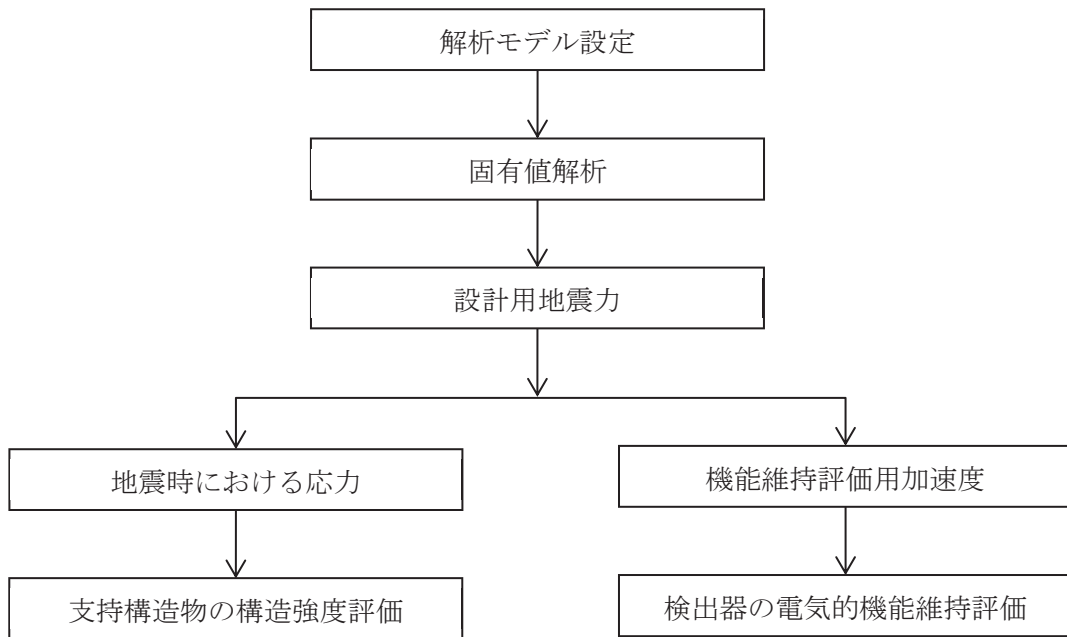 解析モデル設定
固有値解析
設計用地震力
地震時における応力
機能維持評価用加速度
支持構造物の構造強度評価
検出器の電気的機能維持評価